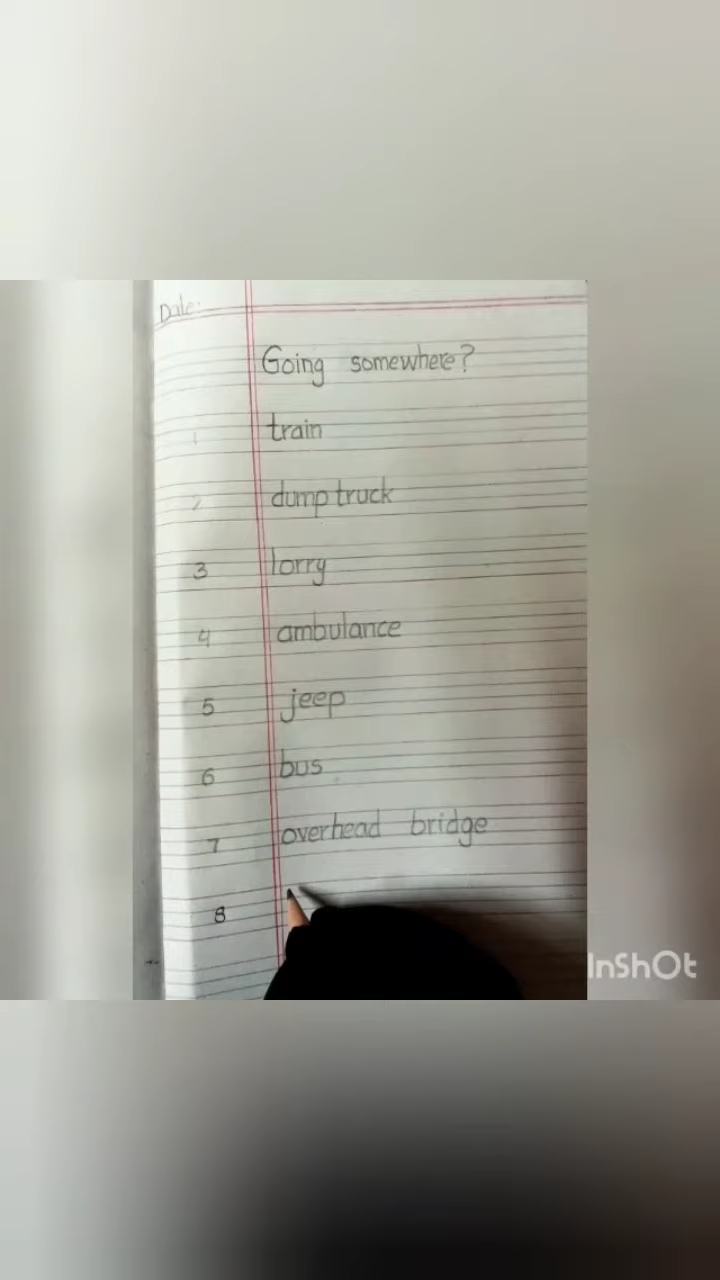 Date:
Going somewhere?
1 train
2 dump truck
3 lorry
4 ambulance
5 jeep
6 bus
7 overhead bridge
8
InShOt